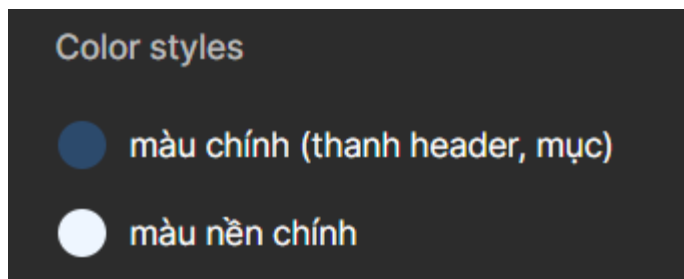 Color styles
màu chính (thanh header, mục)
màu nền chính